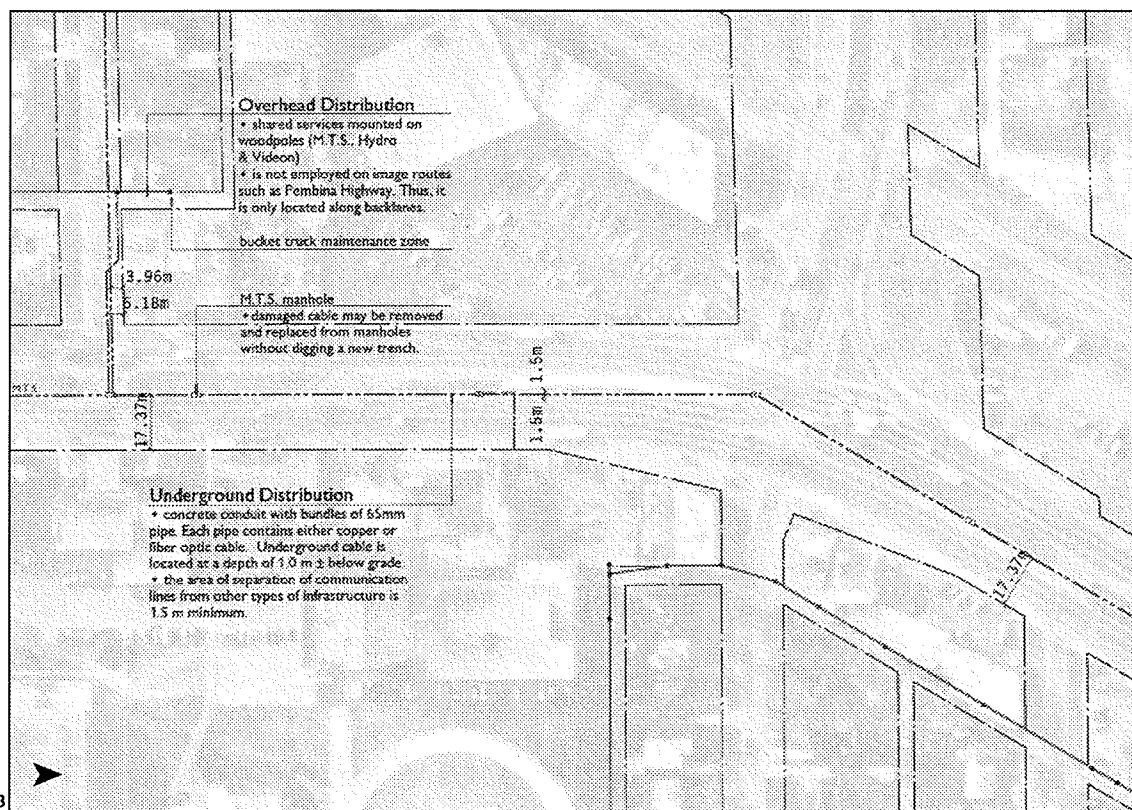 Overhead Distribution
• shared services mounted on
woodpoles (M.T.S., Hydro
& Videon)
• is not employed on image routes
such as Pembina Highway. Thus, it
is only located along backlanes.
bucket truck maintenance zone
3.96m
6.18m
M.T.S. manhole
• damaged cable may be removed
and replaced from manholes
without digging a new trench.
MTS
1.5m
1.5m
17.37m
Underground Distribution
• concrete conduit with bundles of 65mm
pipe. Each pipe contains either copper or
fiber optic cable. Underground cable is
located at a depth of 1.0 m ± below grade
• the area of separation of communication
lines from other types of infrastructure is
1.5 m minimum.
17.37m